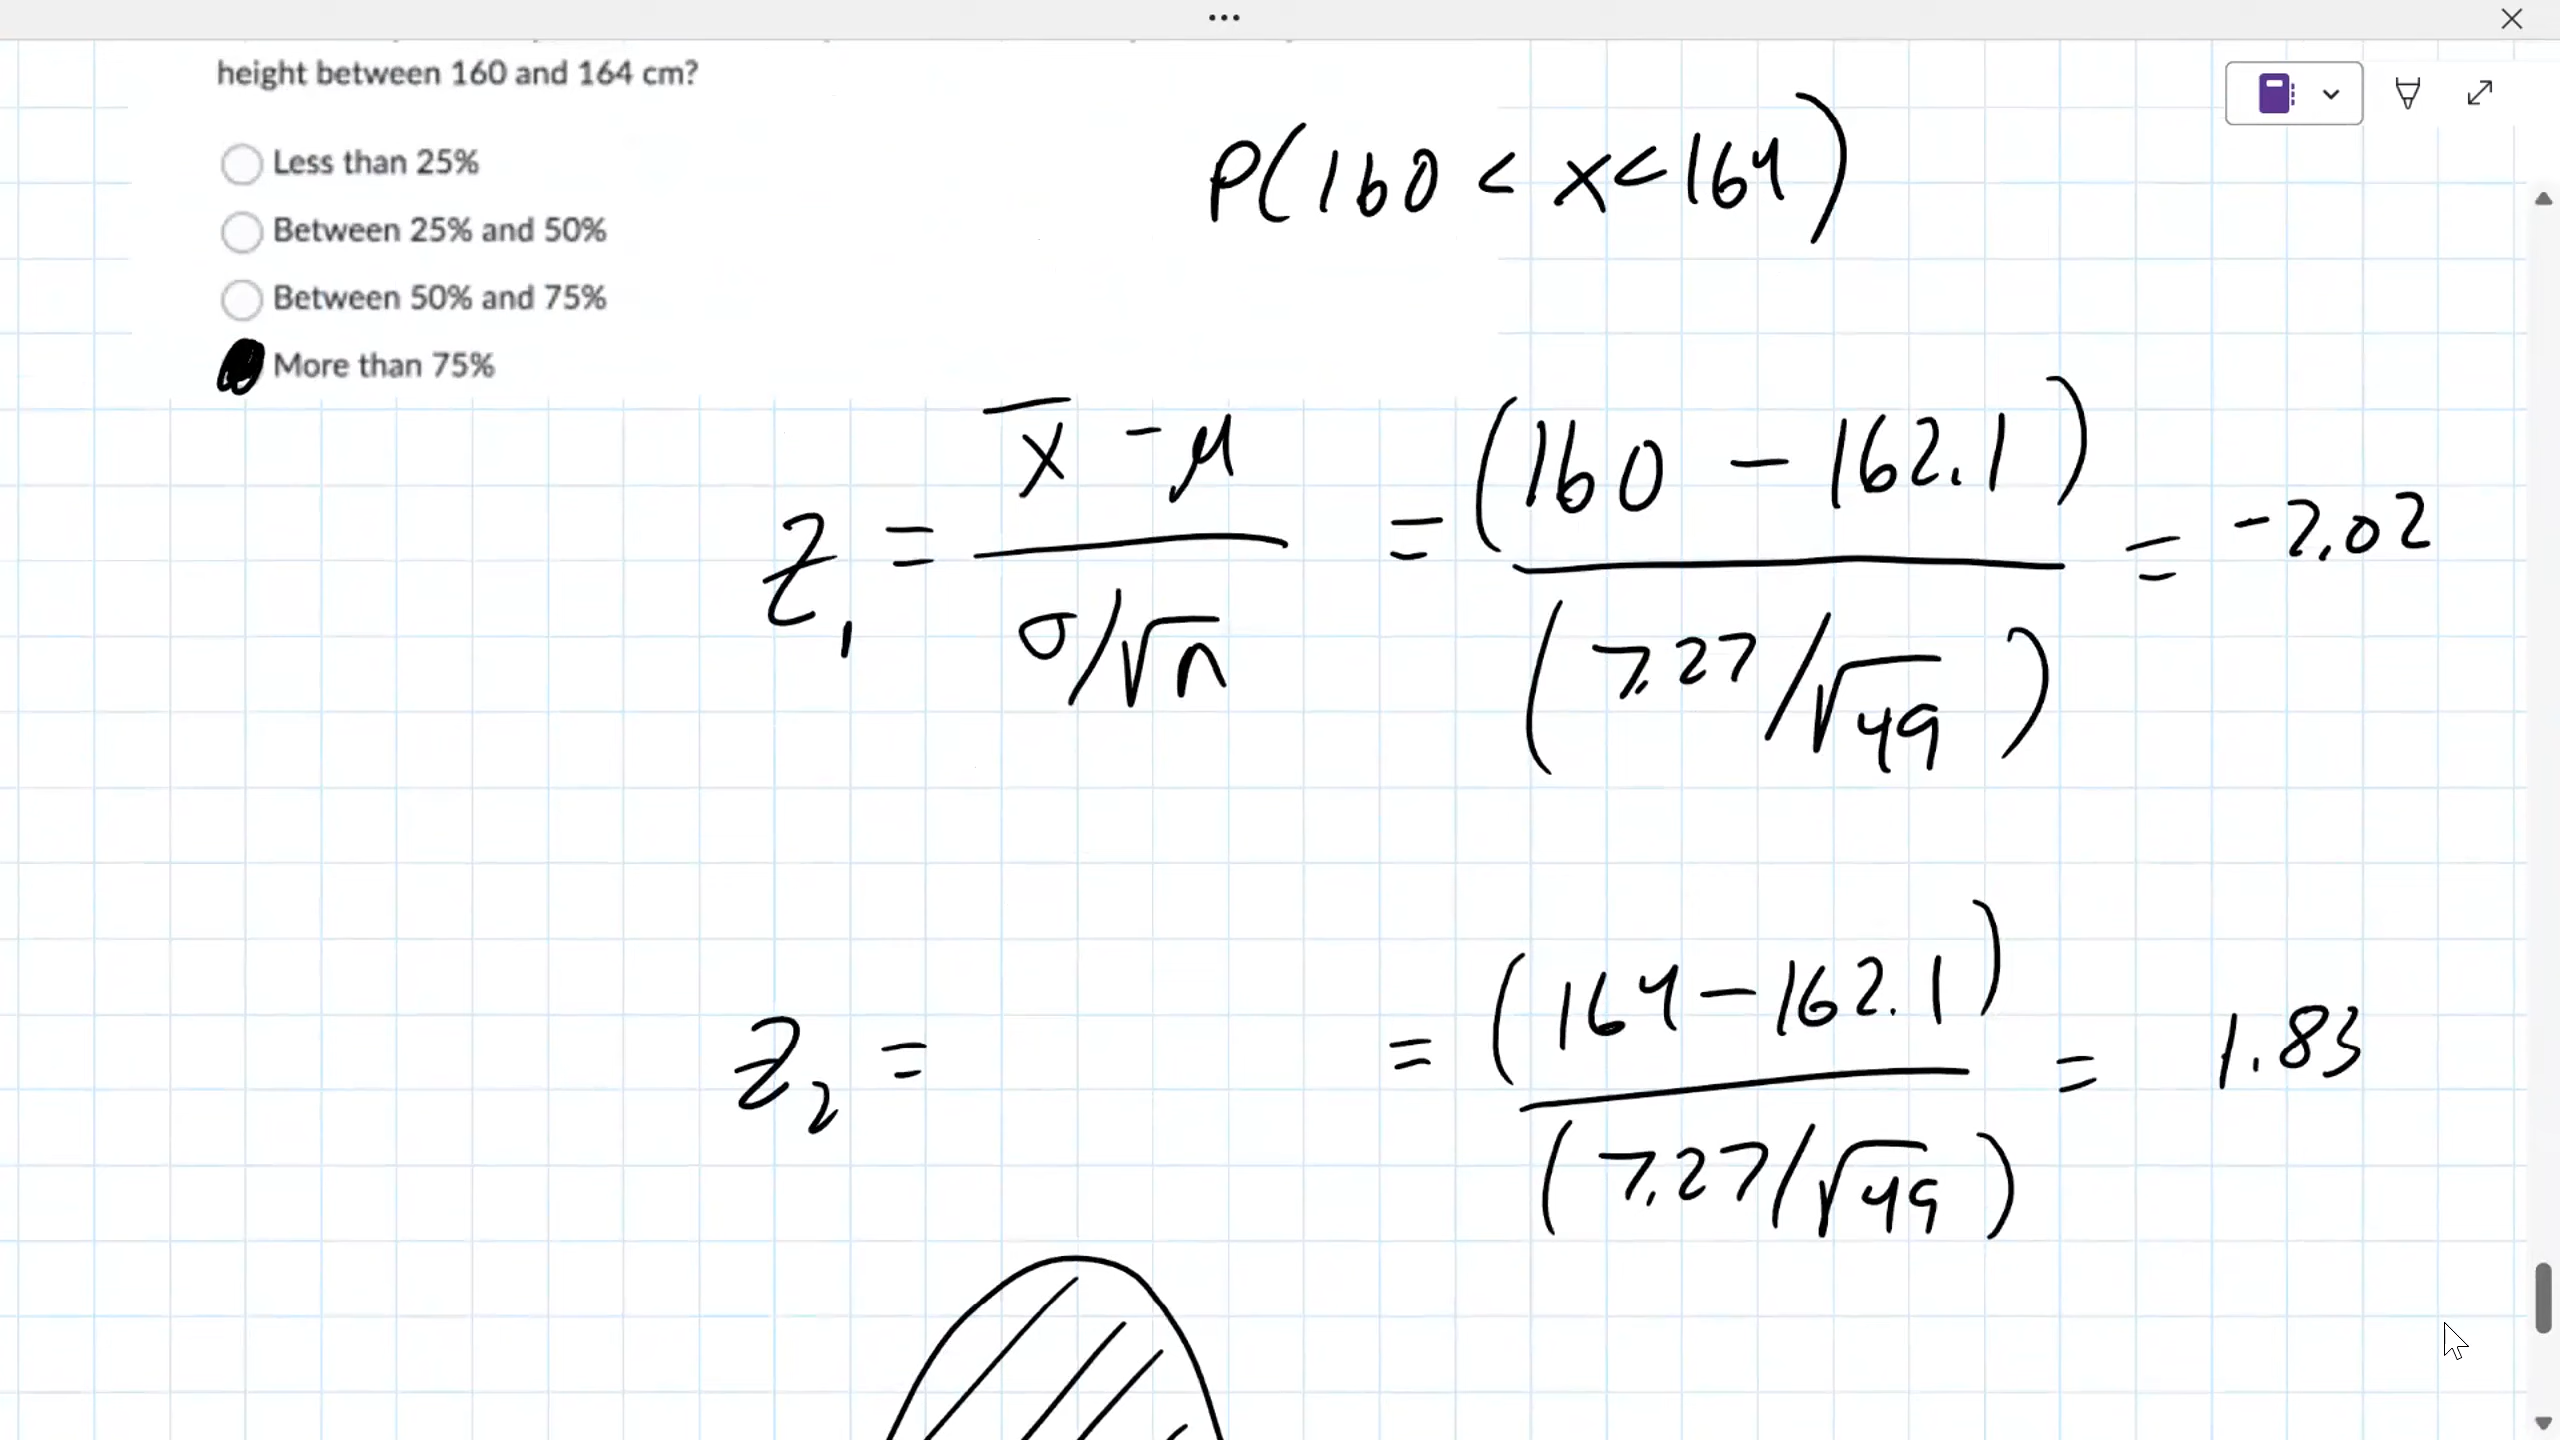 height between 160 and 164 cm?
Less than 25%
Between 25% and 50%
Between 50% and 75%
More than 75%
P(160 < x < 164)
Z₁ = (x̄ - μ) / (σ/√n) = (160 - 162.1) / (7.27/√49) = -2.02
Z₂ = = (164 - 162.1) / (7.27/√49) = 1.83